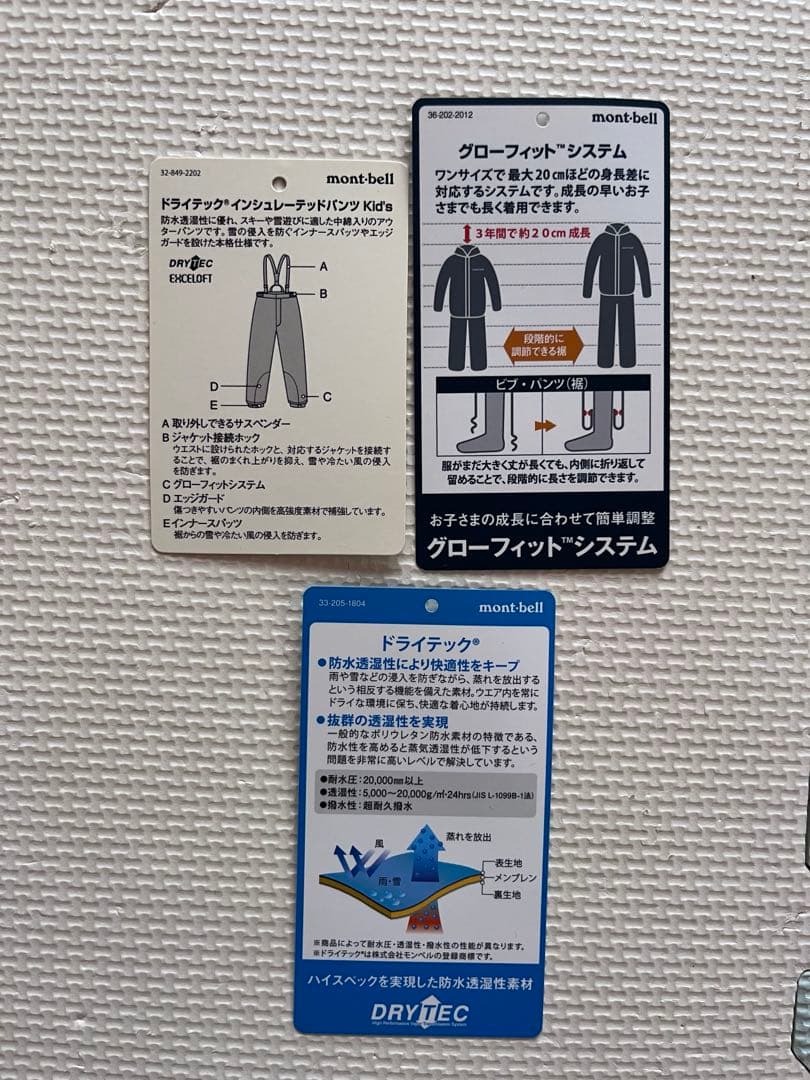 32-849-2202
mont-bell
ドライテック®インシュレーテッドパンツ Kid's
防水透湿性に優れ、スキーや雪遊びに適した中綿入りのアウ
ターパンツです。雪の侵入を防ぐインナースパッツやエッジ
ガードを設けた本格仕様です。
DRYTEC
EXCELOFT
A
B
D
C
E
A 取り外しできるサスペンダー
B ジャケット接続ホック
ウエストに設けられたホックと、対応するジャケットを接続す
ることで、裾のまくれ上がりを抑え、雪や冷たい風の侵入
を防ぎます。
C グローフィットシステム
D エッジガード
傷つきやすいパンツの内側を高強度素材で補強しています。
E インナースパッツ
裾からの雪や冷たい風の侵入を防ぎます。
36-202-2012
mont-bell
グローフィット™システム
ワンサイズで最大20㎝ほどの身長差に
対応するシステムです。成長の早いお子
さまでも長く着用できます。
3年間で約20cm成長
段階的に
調節できる裾
ビブ・パンツ(裾)
服がまだ大きく丈が長くても、内側に折り返して
留めることで、段階的に長さを調節できます。
お子さまの成長に合わせて簡単調整
グローフィット™システム
33-205-1804
mont-bell
ドライテック®
●防水透湿性により快適性をキープ
雨や雪などの浸入を防ぎながら、蒸れを放出する
という相反する機能を備えた素材。ウエア内を常に
ドライな環境に保ち、快適な着心地が持続します。
●抜群の透湿性を実現
一般的なポリウレタン防水素材の特徴である、
防水性を高めると蒸気透湿性が低下するという
問題を非常に高いレベルで解決しています。
●耐水圧:20,000㎜以上
●透湿性:5,000〜20,000g/㎡・24hrs(JIS L-1099B-1法)
●撥水性:超耐久撥水
風
蒸れを放出
雨・雪
表生地
メンブレン
裏生地
※商品によって耐水圧・透湿性・撥水性の性能が異なります。
※ドライテック®は株式会社モンベルの登録商標です。
ハイスペックを実現した防水透湿性素材
DRYTEC